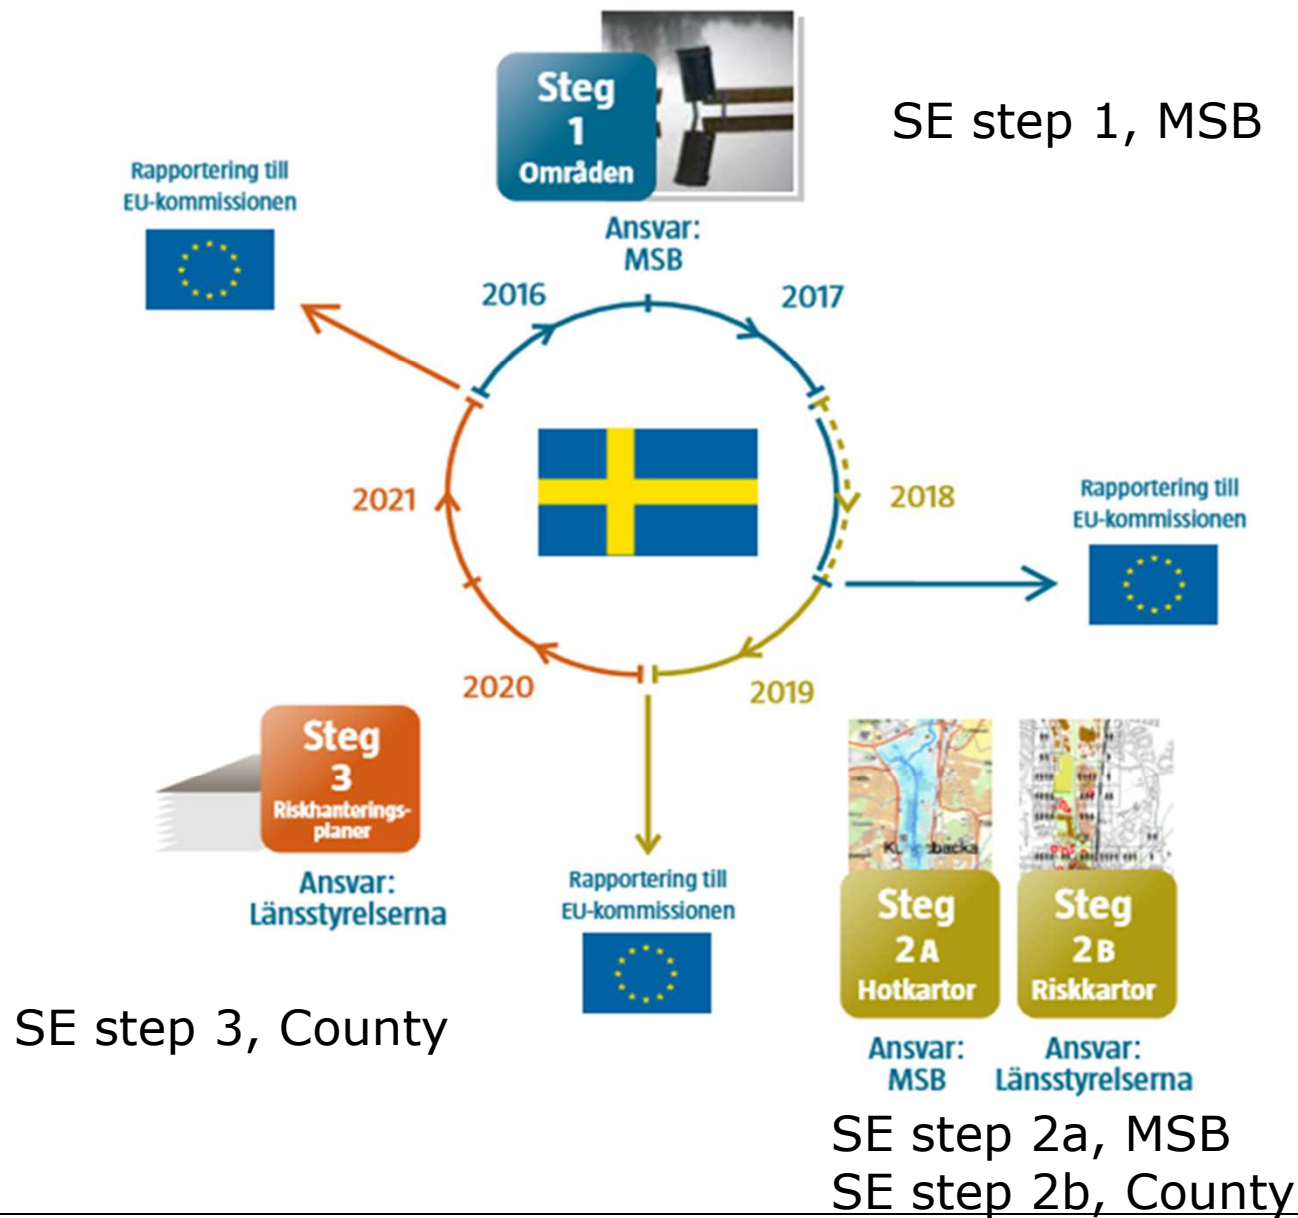 Steg
1
Områden
SE step 1, MSB
Rapportering till
EU-kommissionen
Ansvar:
MSB
2016
2017
2021
2018
Rapportering till
EU-kommissionen
2020
2019
Steg
3
Riskhanterings-
planer
Ansvar:
Länsstyrelserna
Rapportering till
EU-kommissionen
Steg
2 A
Hotkartor
Steg
2 B
Riskkartor
SE step 3, County
Ansvar:
MSB
Ansvar:
Länsstyrelserna
SE step 2a, MSB
SE step 2b, County